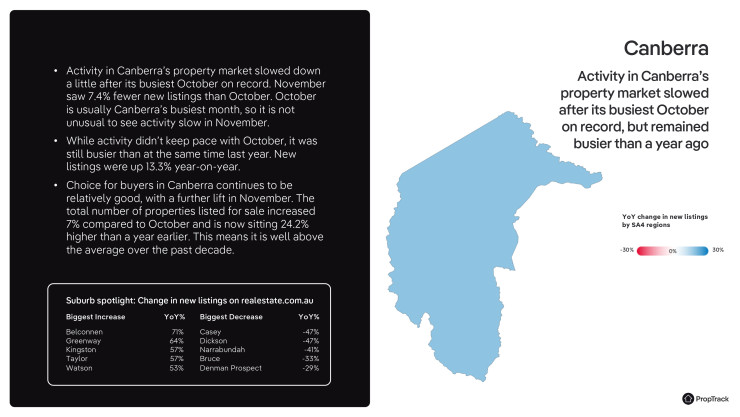 • Activity in Canberra's property market slowed down
a little after its busiest October on record. November
saw 7.4% fewer new listings than October. October
is usually Canberra's busiest month, so it is not
unusual to see activity slow in November.
• While activity didn't keep pace with October, it was
still busier than at the same time last year. New
listings were up 13.3% year-on-year.
• Choice for buyers in Canberra continues to be
relatively good, with a further lift in November. The
total number of properties listed for sale increased
7% compared to October and is now sitting 24.2%
higher than a year earlier. This means it is well above
the average over the past decade.
Suburb spotlight: Change in new listings on realestate.com.au
Biggest Increase YoY% Biggest Decrease YoY%
Belconnen 71% Casey -47%
Greenway 64% Dickson -47%
Kingston 57% Narrabundah -41%
Taylor 57% Bruce -33%
Watson 53% Denman Prospect -29%
Canberra
Activity in Canberra's
property market slowed
after its busiest October
on record, but remained
busier than a year ago
YoY change in new listings
by SA4 regions
-30% 0% 30%
PropTrack